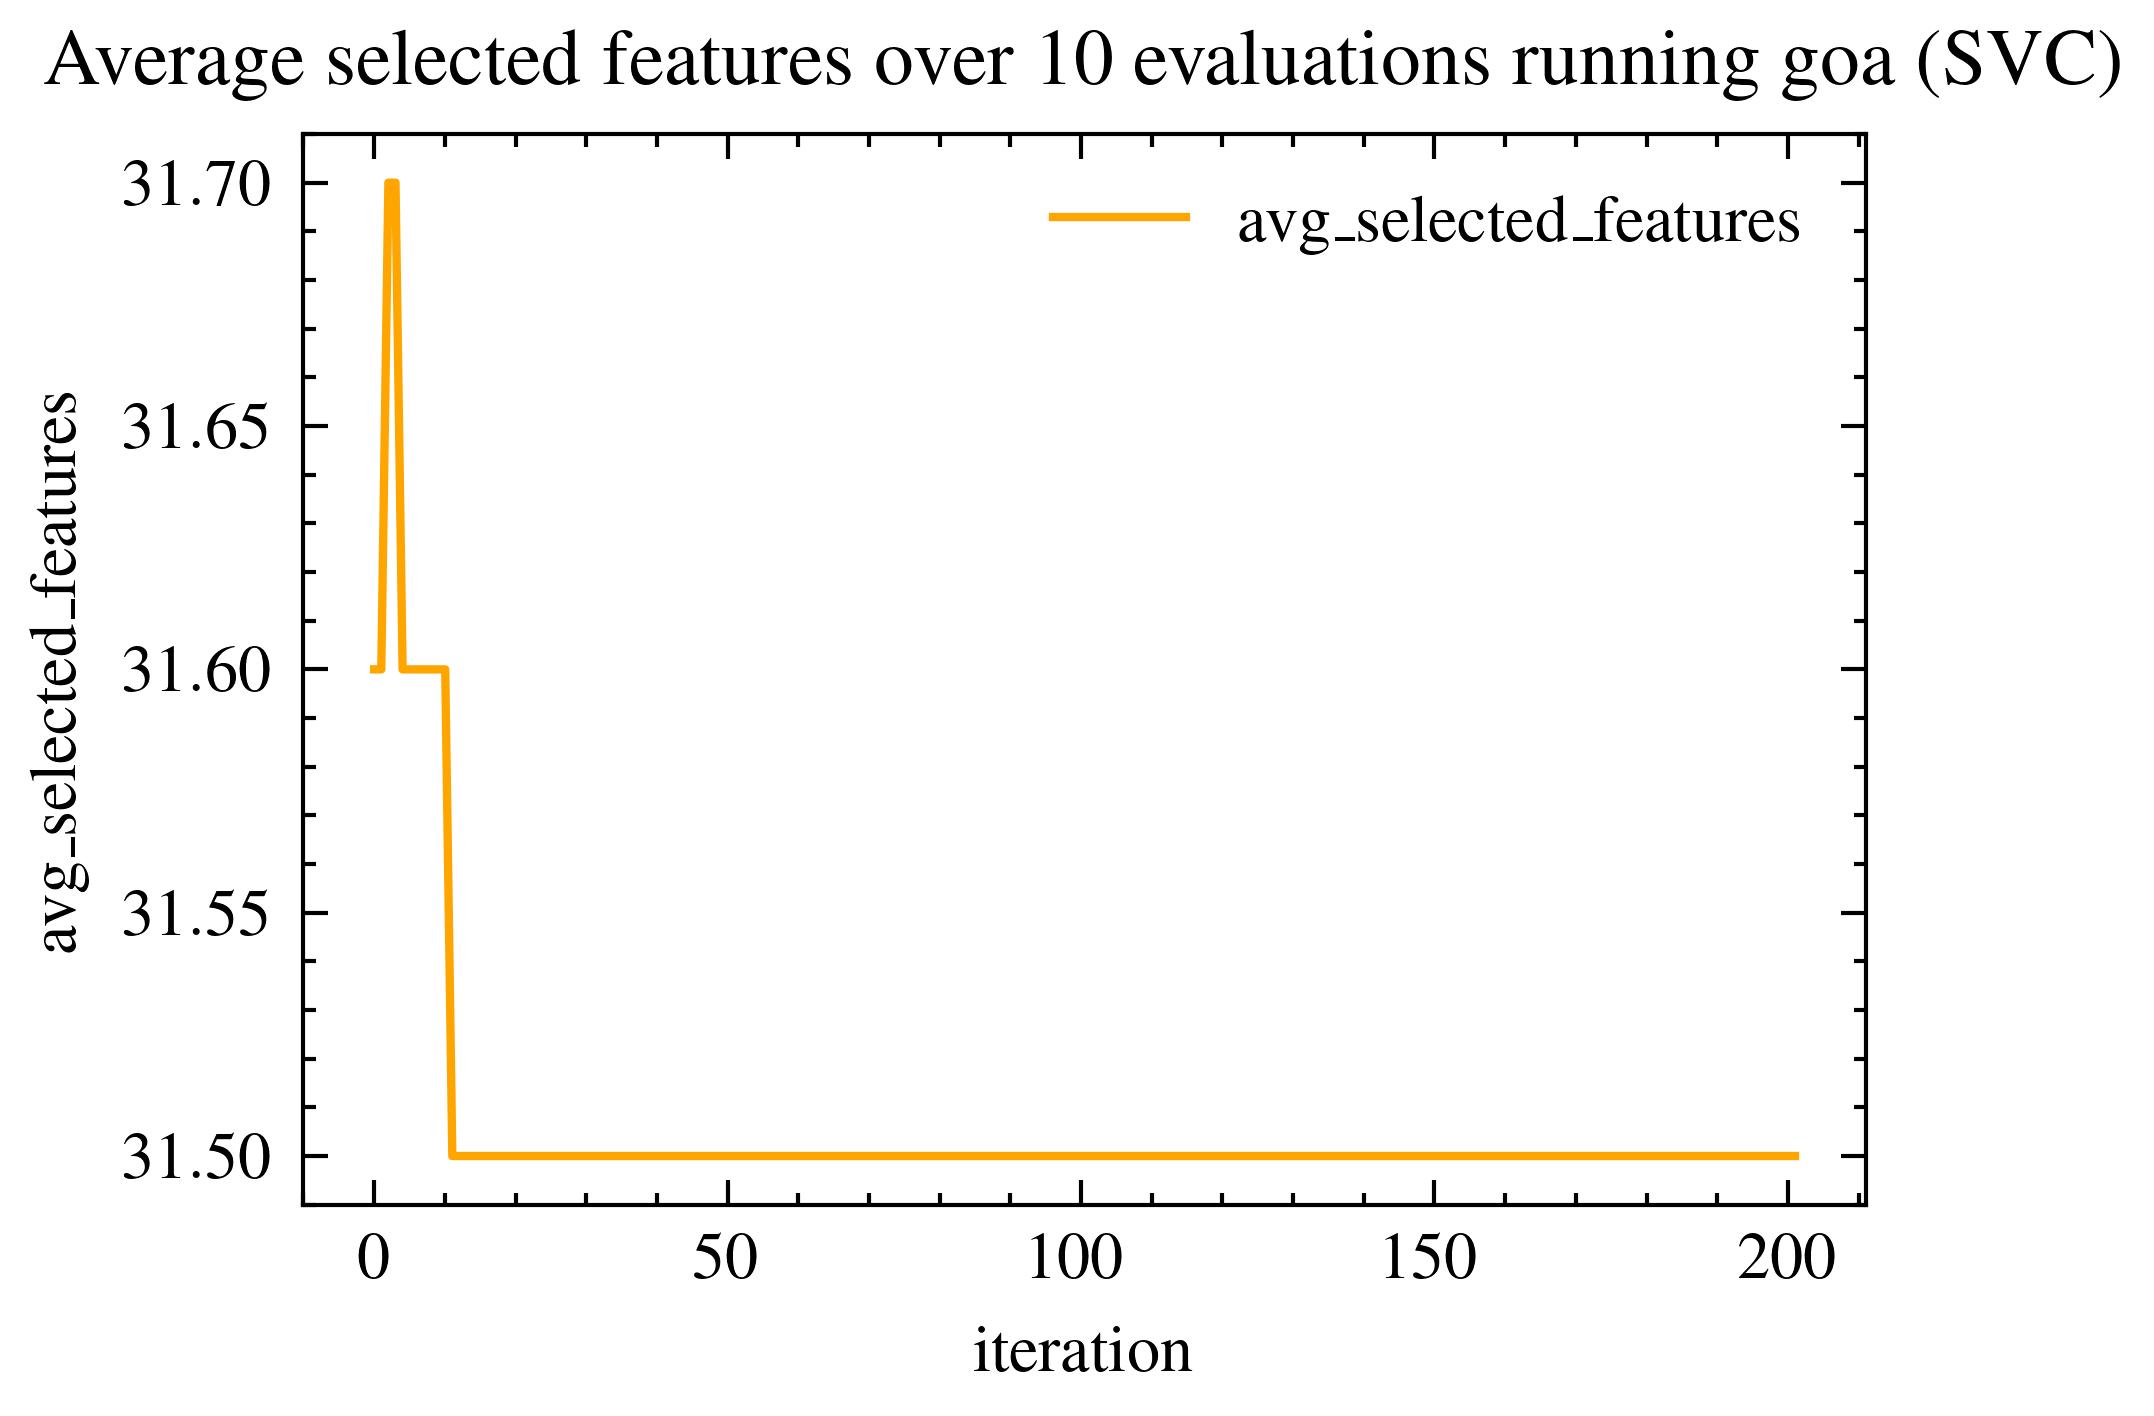 Average selected features over 10 evaluations running goa (SVC)
avg_selected_features
31.70
31.65
31.60
31.55
31.50
avg_selected_features
0 50 100 150 200
iteration